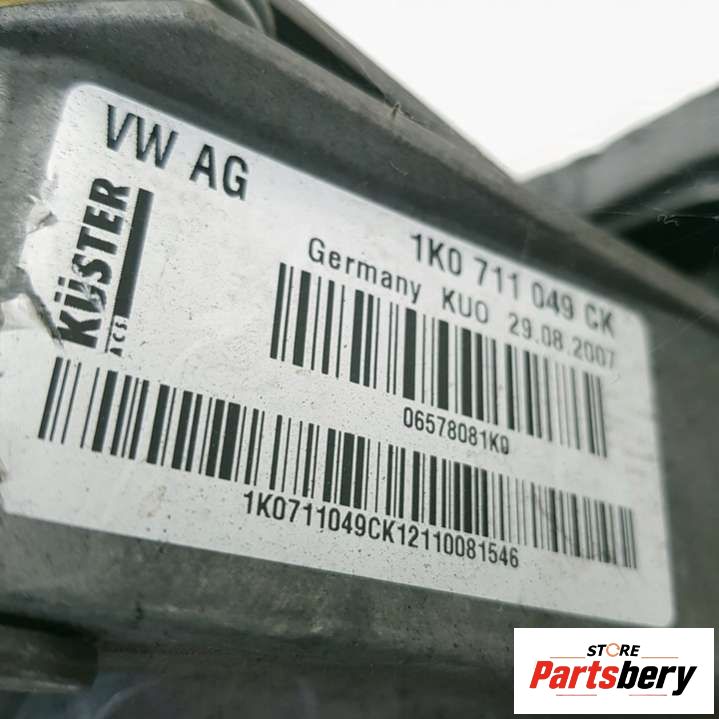 VW AG
KÜSTER
ACS
1K0 711 049 CK
Germany KUO 29.08.2007
06578081K0
1K0711049CK12110081546
STORE
Partsbery